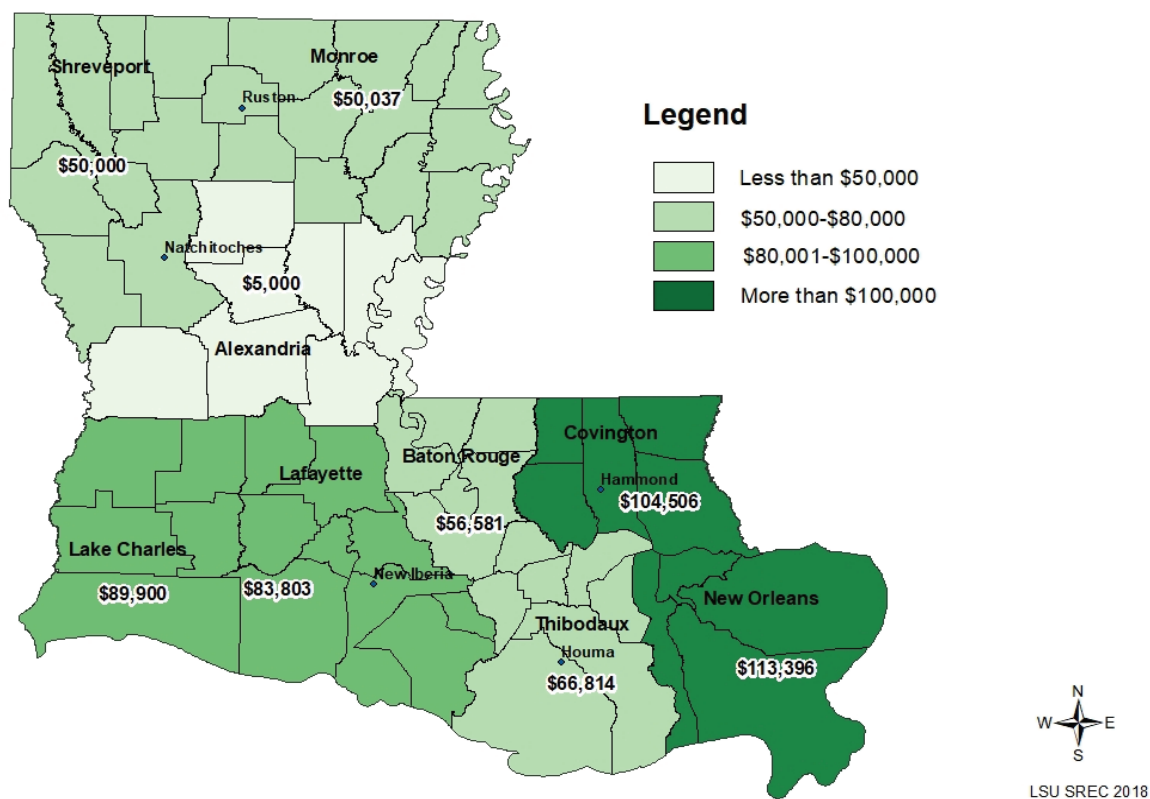 Monroe
Shreveport
Ruston
$50,037
$50,000
Natchitoches
$5,000
Alexandria
Covington
Baton Rouge
Lafayette
Hammond
$104,506
$56,581
Lake Charles
New Iberia
$89,900
$83,803
New Orleans
Thibodaux
Houma
$113,396
$66,814
Legend
Less than $50,000
$50,000-$80,000
$80,001-$100,000
More than $100,000
N
W
E
S
LSU SREC 2018